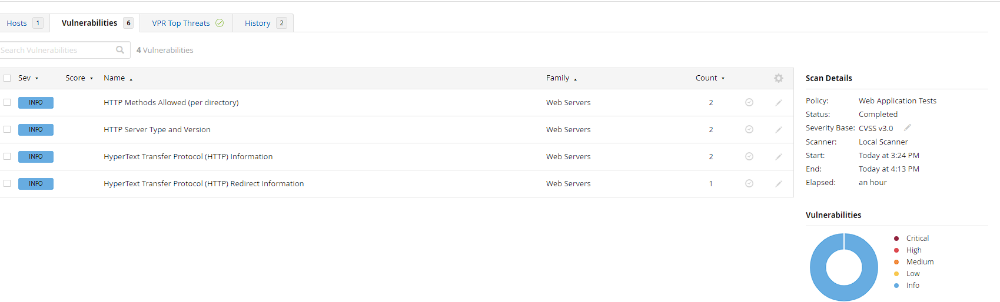 Hosts 1 Vulnerabilities 6 VPR Top Threats History 2
Search Vulnerabilities 4 Vulnerabilities
Sev Score Name Family Count
INFO HTTP Methods Allowed (per directory) Web Servers 2
INFO HTTP Server Type and Version Web Servers 2
INFO HyperText Transfer Protocol (HTTP) Information Web Servers 2
INFO HyperText Transfer Protocol (HTTP) Redirect Information Web Servers 1
Scan Details
Policy: Web Application Tests
Status: Completed
Severity Base: CVSS v3.0
Scanner: Local Scanner
Start: Today at 3:24 PM
End: Today at 4:13 PM
Elapsed: an hour
Vulnerabilities
Critical
High
Medium
Low
Info